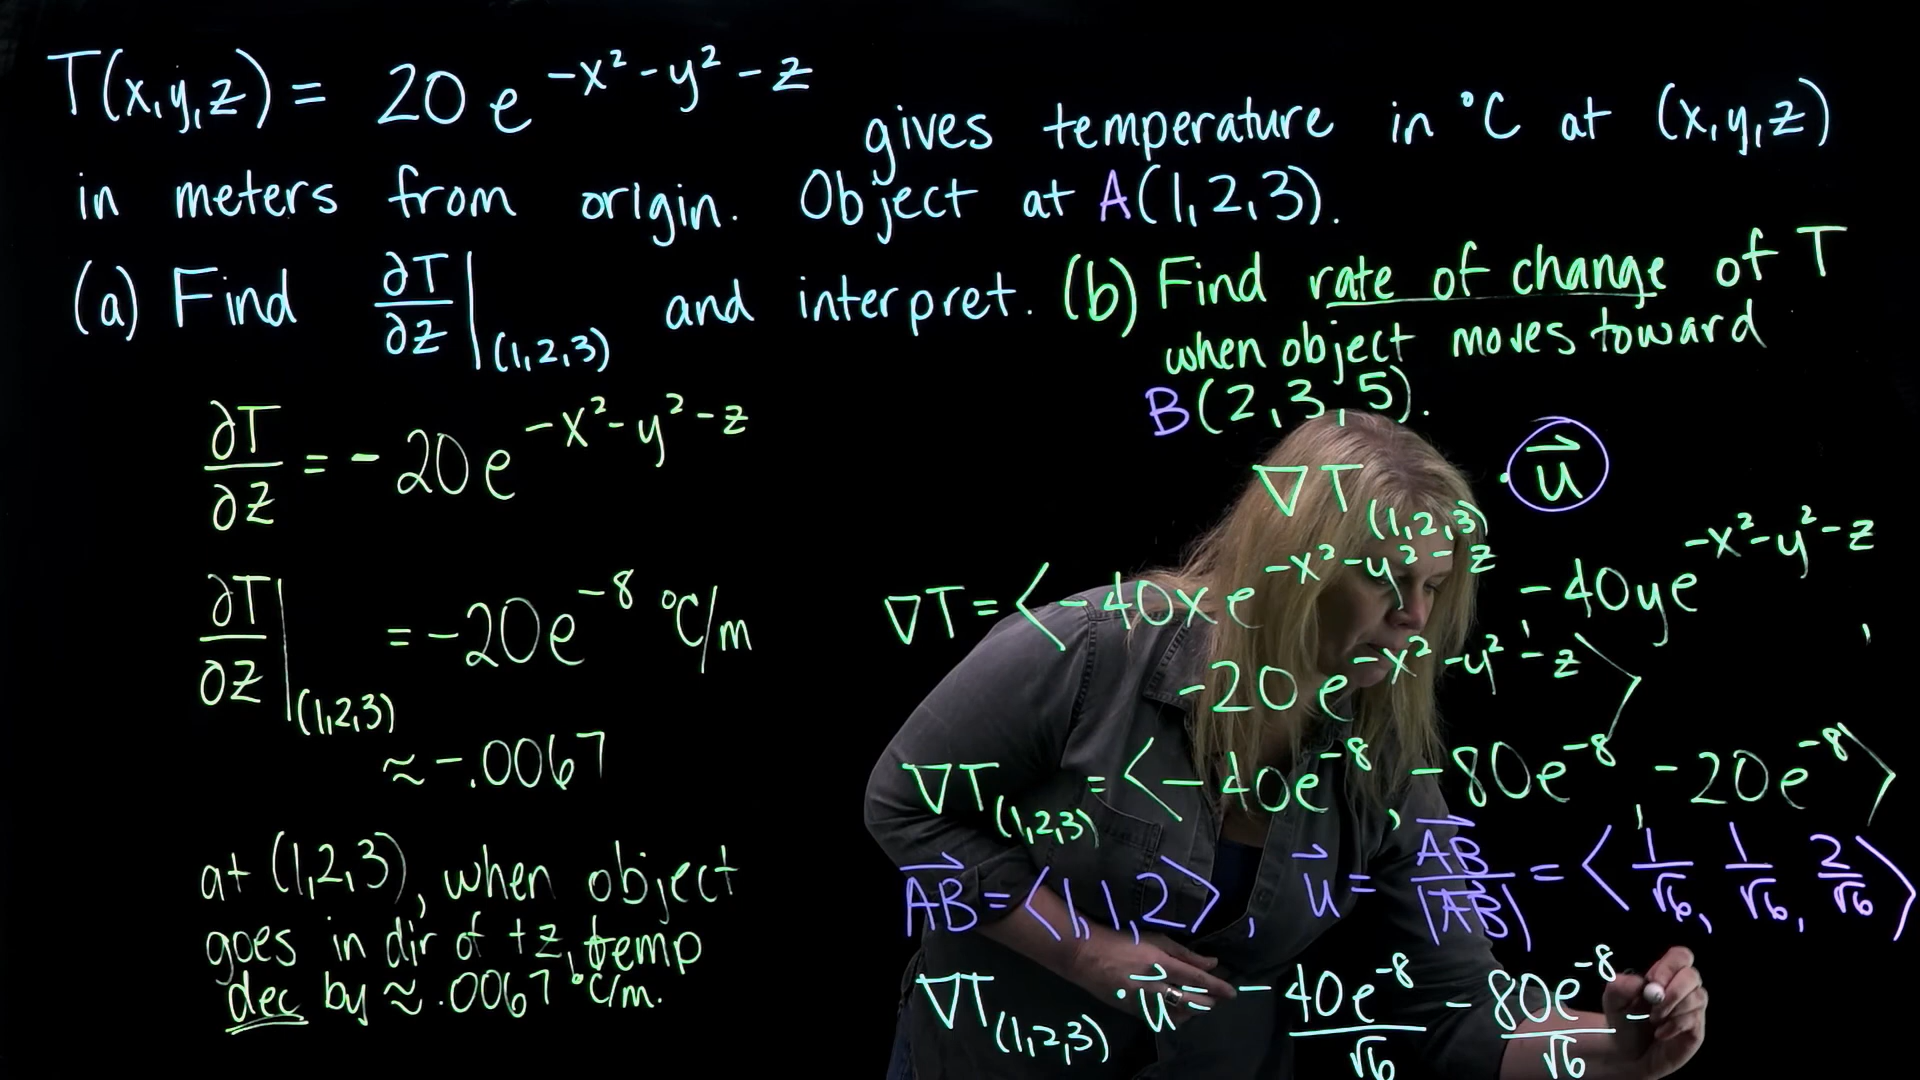 T(x,y,z) = 20 e^{-x²-y²-z} gives temperature in °C at (x,y,z)
in meters from origin. Object at A(1,2,3).
(a) Find ∂T/∂z |(1,2,3) and interpret.
(b) Find rate of change of T
when object moves toward
B(2,3,5).
∂T/∂z = -20e^{-x²-y²-z}
∂T/∂z |(1,2,3) = -20e^{-8} °C/m
≈ -.0067
at (1,2,3), when object
goes in dir of +z, temp
dec by ≈ .0067 °C/m.
∇T(1,2,3) · u⃗
∇T = <-40xe^{-x²-y²-z}, -40ye^{-x²-y²-z},
-20e^{-x²-y²-z}>
∇T(1,2,3) = <-40e^{-8}, -80e^{-8}, -20e^{-8}>
AB⃗ = <1,1,2>, u⃗ = AB⃗/|AB⃗| = <1/√6, 1/√6, 2/√6>
∇T(1,2,3) · u⃗ = -40e^{-8}/√6 - 80e^{-8}/√6 -